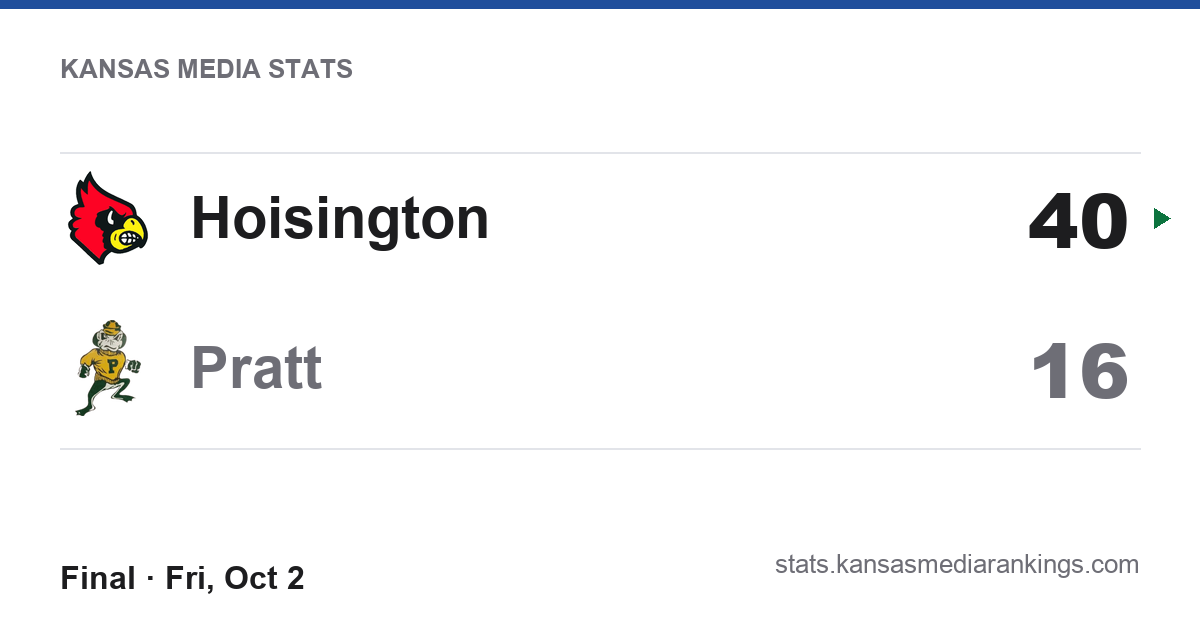 KANSAS MEDIA STATS
Hoisington 40
P
Pratt 16
Final · Fri, Oct 2
stats.kansasmediarankings.com